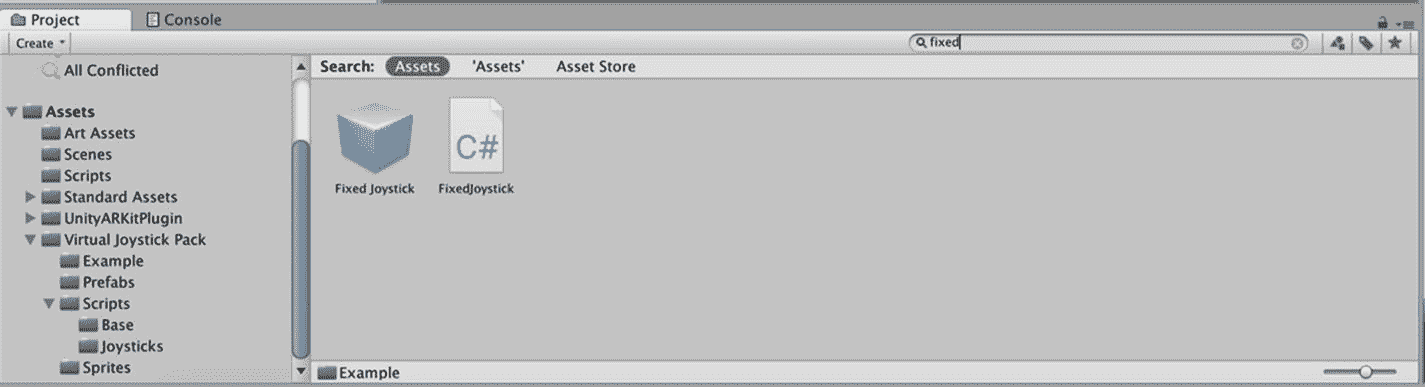 Project
Console
Create
fixed
All Conflicted
Search: Assets 'Assets' Asset Store
Assets
Art Assets
Scenes
Scripts
Standard Assets
UnityARKitPlugin
Virtual Joystick Pack
Example
Prefabs
Scripts
Base
Joysticks
Sprites
C#
Fixed Joystick
FixedJoystick
Example